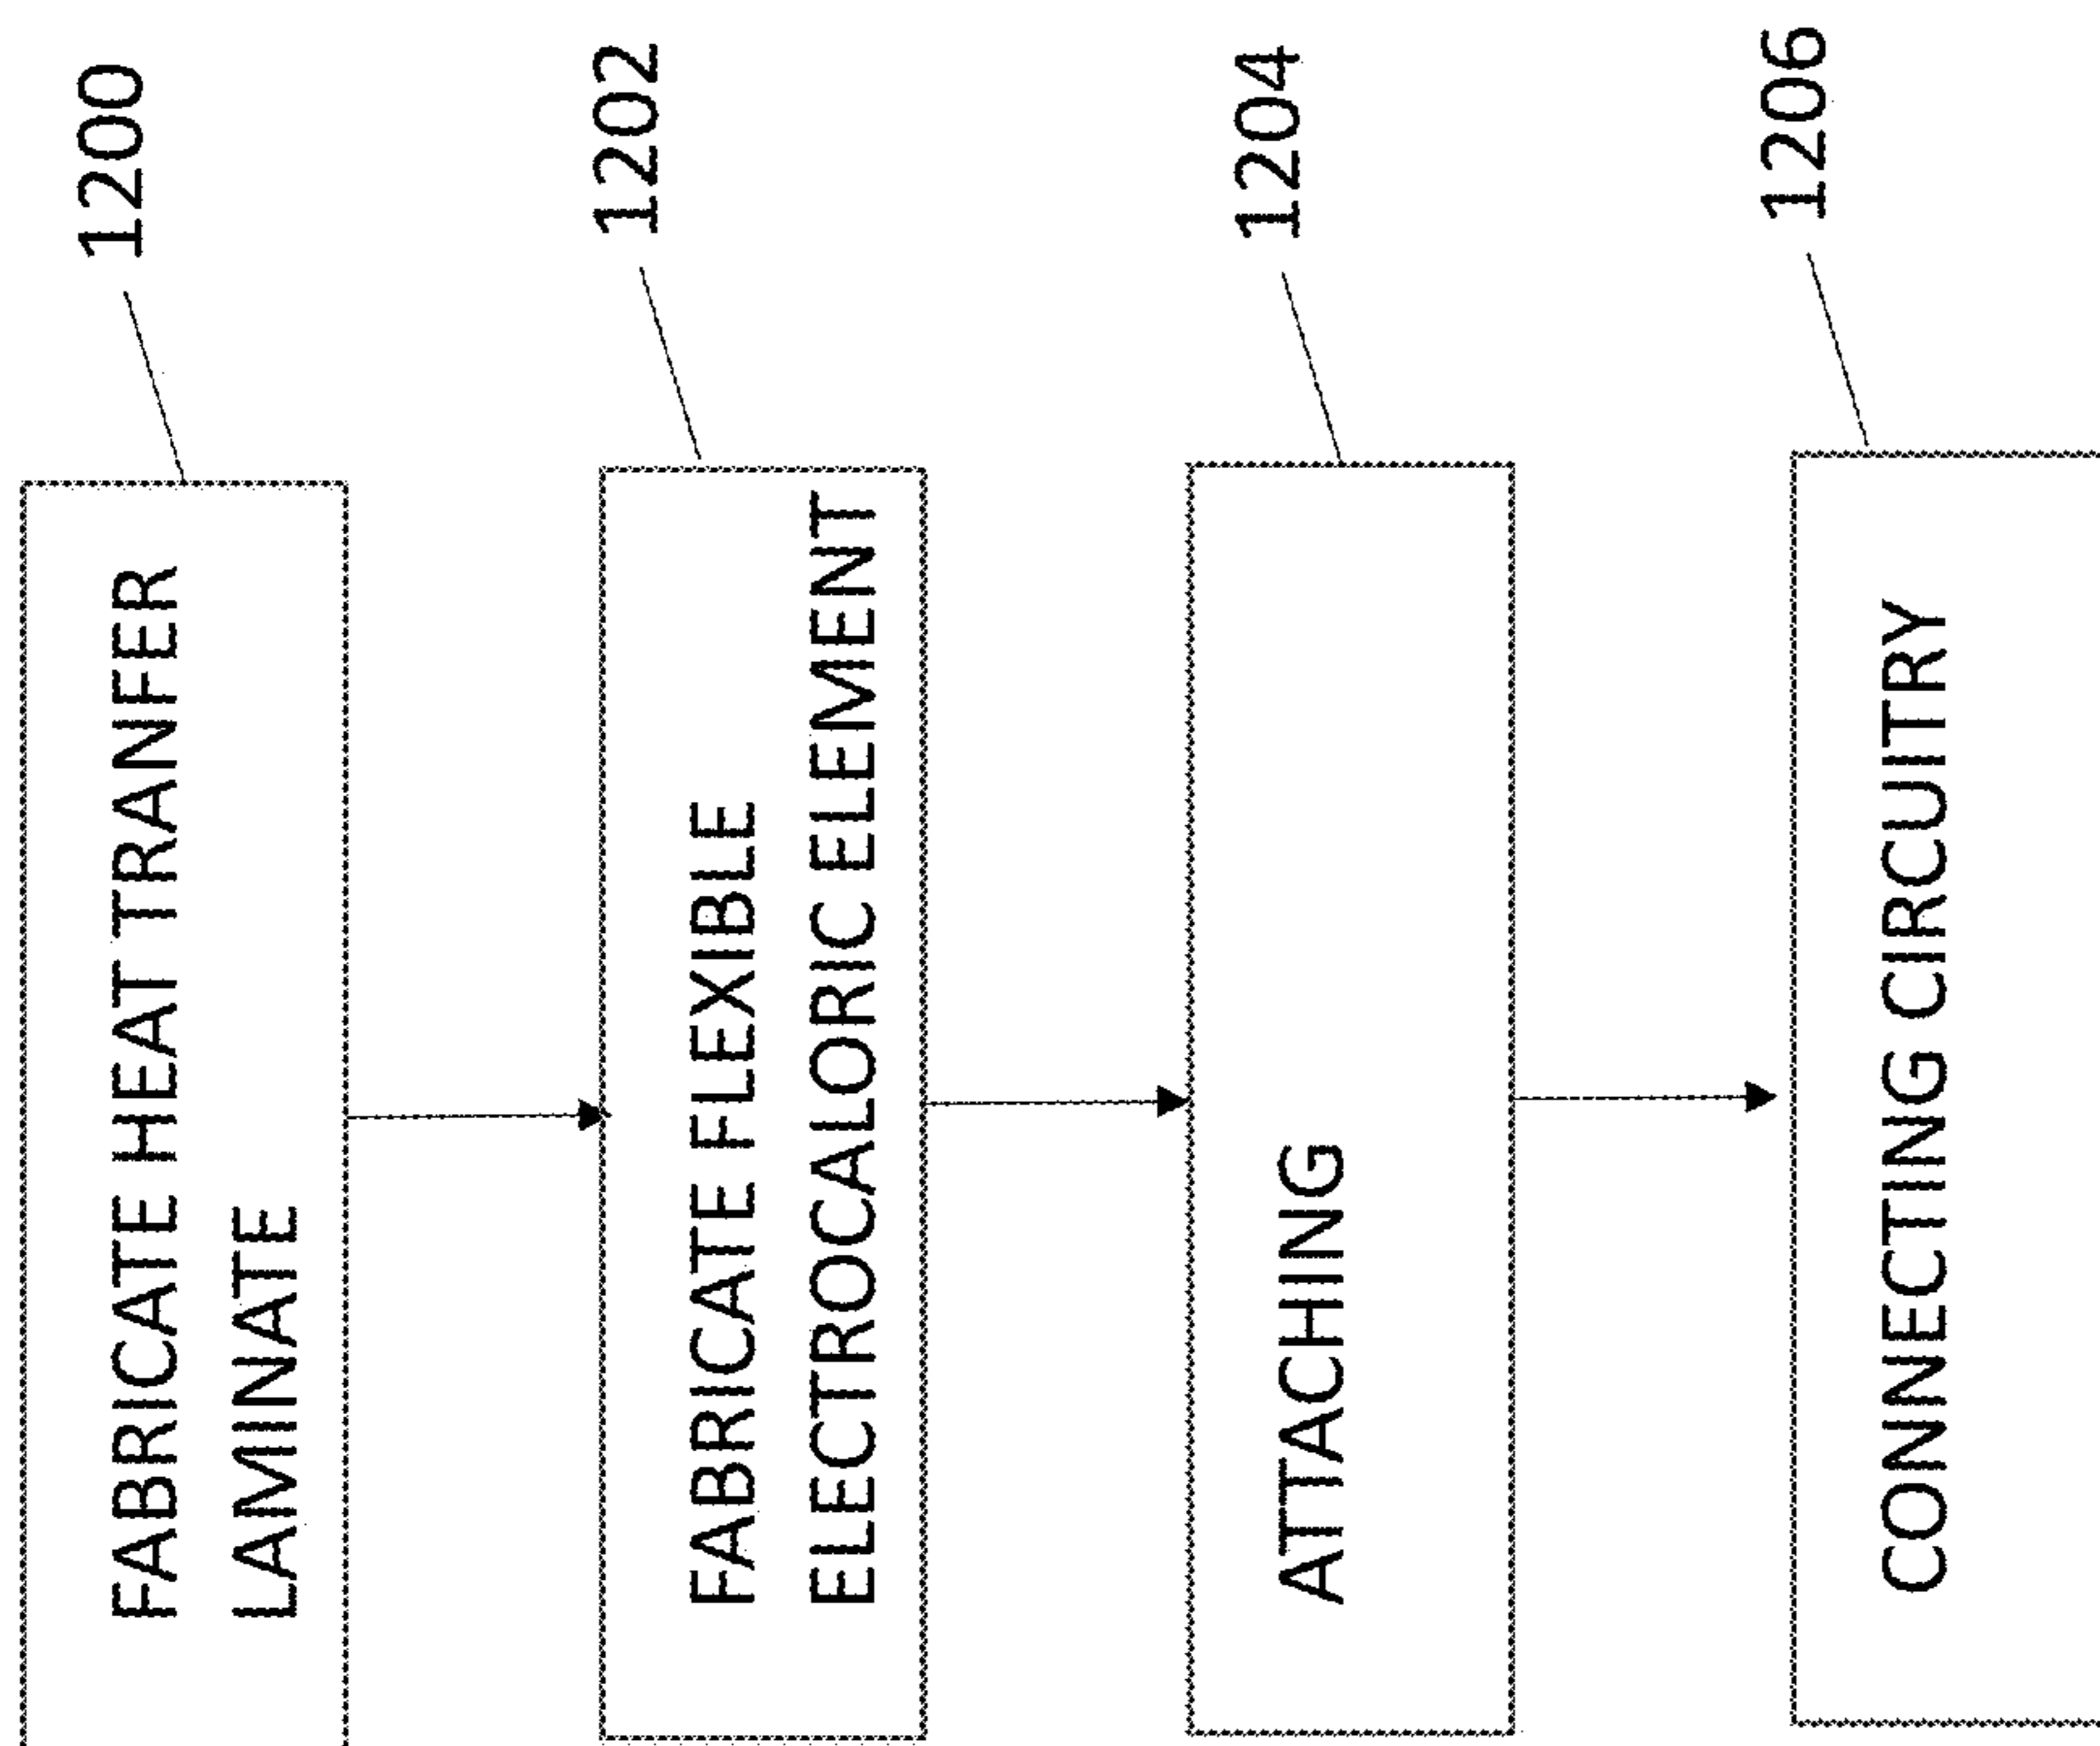 1200
FABRICATE HEAT TRANFER
LAMINATE
1202
FABRICATE FLEXIBLE
ELECTROCALORIC ELEMENT
1204
ATTACHING
1206
CONNECTING CIRCUITRY